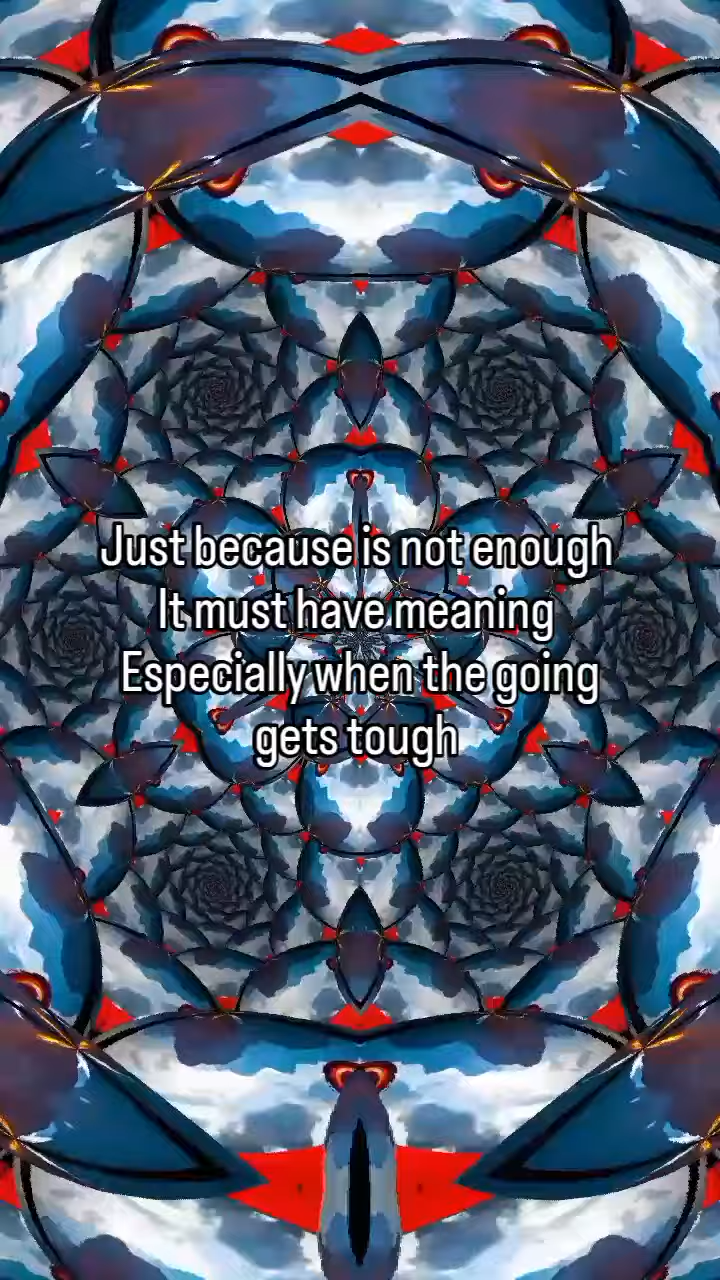 Just because is not enough
It must have meaning
Especially when the going
gets tough